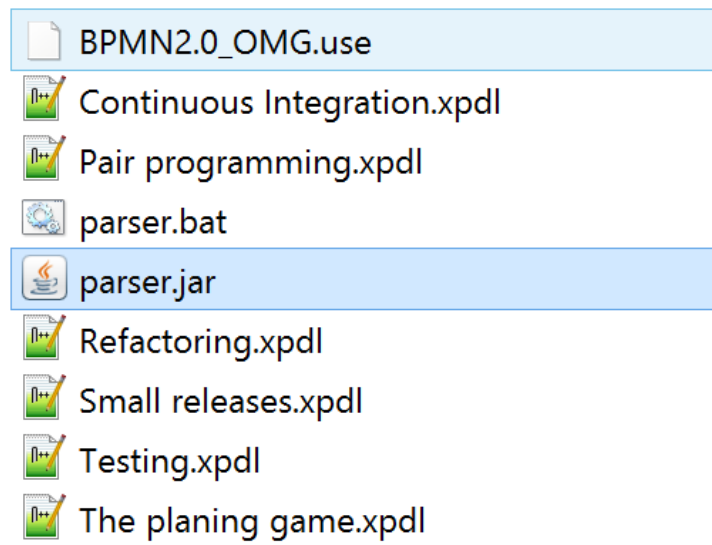 BPMN2.0_OMG.use
Continuous Integration.xpdl
Pair programming.xpdl
parser.bat
parser.jar
Refactoring.xpdl
Small releases.xpdl
Testing.xpdl
The planing game.xpdl